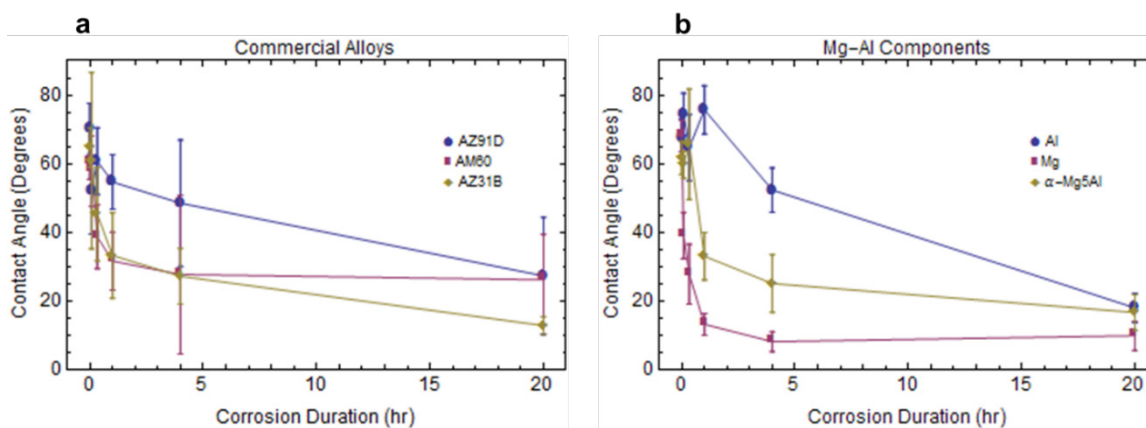 a
Commercial Alloys
Contact Angle (Degrees)
80
60
40
20
0
AZ91D
AM60
AZ31B
0 5 10 15 20
Corrosion Duration (hr)
b
Mg-Al Components
Contact Angle (Degrees)
80
60
40
20
0
Al
Mg
α-Mg5Al
0 5 10 15 20
Corrosion Duration (hr)